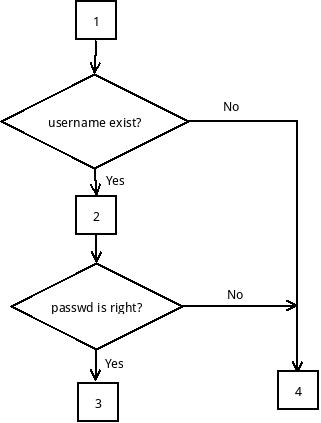 1
username exist?
No
Yes
2
passwd is right?
No
Yes
3
4